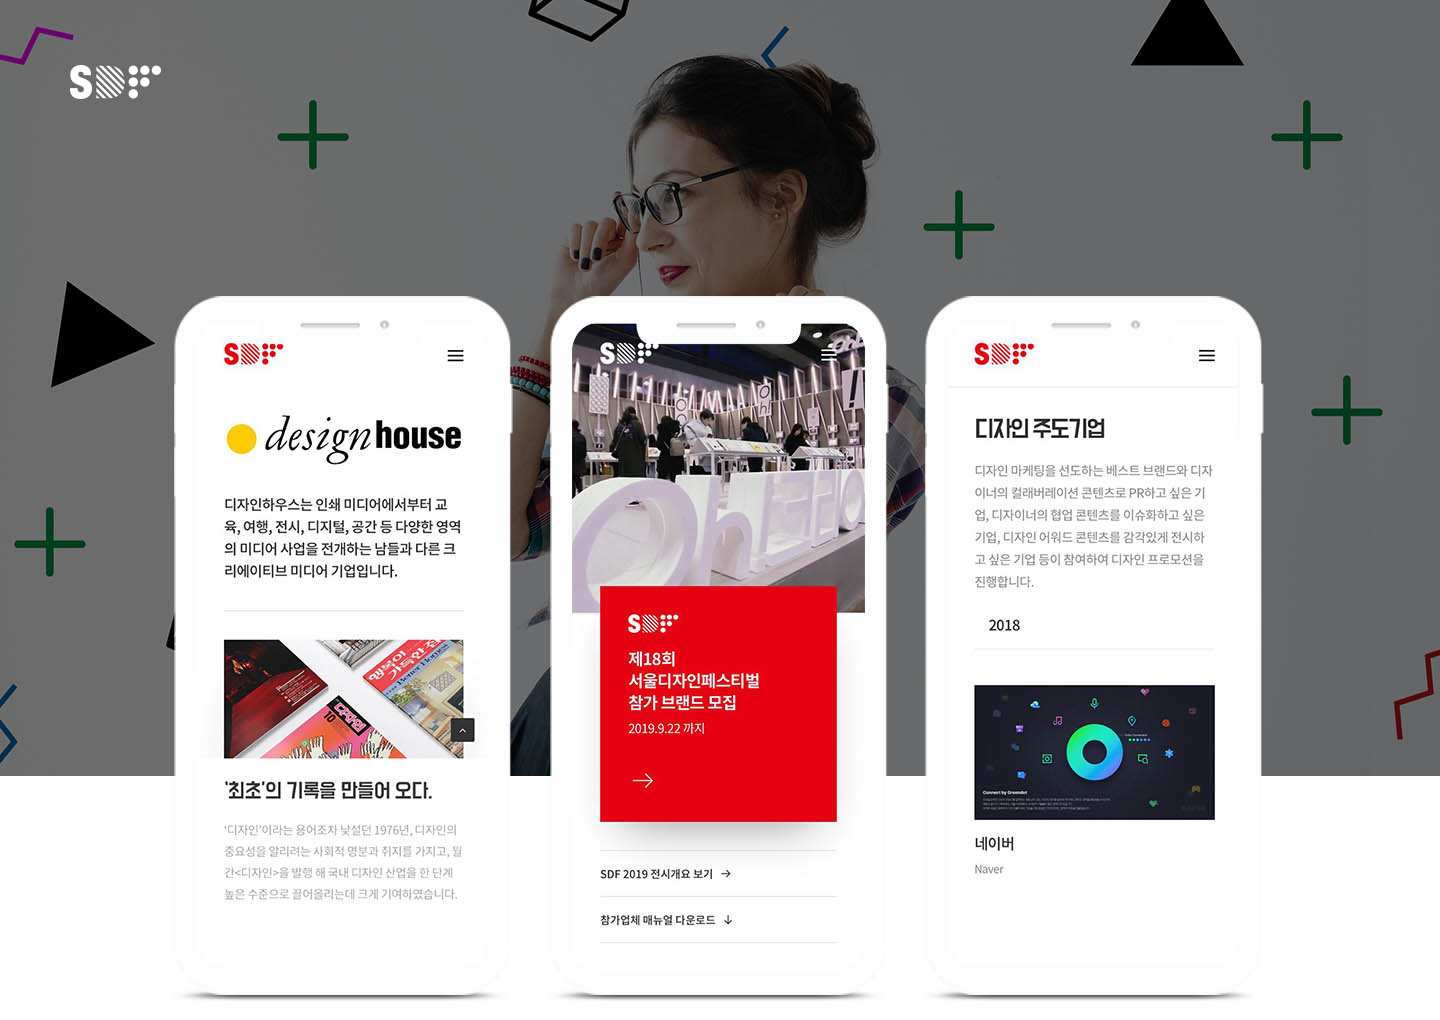 SDF
SDF
design house
디자인하우스는 인쇄 미디어에서부터 교
육, 여행, 전시, 디지털, 공간 등 다양한 영역
의 미디어 사업을 전개하는 남들과 다른 크
리에이티브 미디어 기업입니다.
행복이
가득한 집
디자인
10
'최초'의 기록을 만들어 오다.
'디자인'이라는 용어조차 낯설던 1976년, 디자인의
중요성을 알리려는 사회적 명분과 취지를 가지고, 월
간<디자인>을 발행 해 국내 디자인 산업을 한 단계
높은 수준으로 끌어올리는데 크게 기여하였습니다.
SDF
Oh!
SDF
제18회
서울디자인페스티벌
참가 브랜드 모집
2019.9.22 까지
SDF 2019 전시개요 보기 →
참가업체 매뉴얼 다운로드 ↓
SDF
디자인 주도기업
디자인 마케팅을 선도하는 베스트 브랜드와 디자
이너의 컬래버레이션 콘텐츠로 PR하고 싶은 기
업, 디자이너의 협업 콘텐츠를 이슈화하고 싶은
기업, 디자인 어워드 콘텐츠를 감각있게 전시하
고 싶은 기업 등이 참여하여 디자인 프로모션을
진행합니다.
2018
Connect by Greendot
네이버
Naver